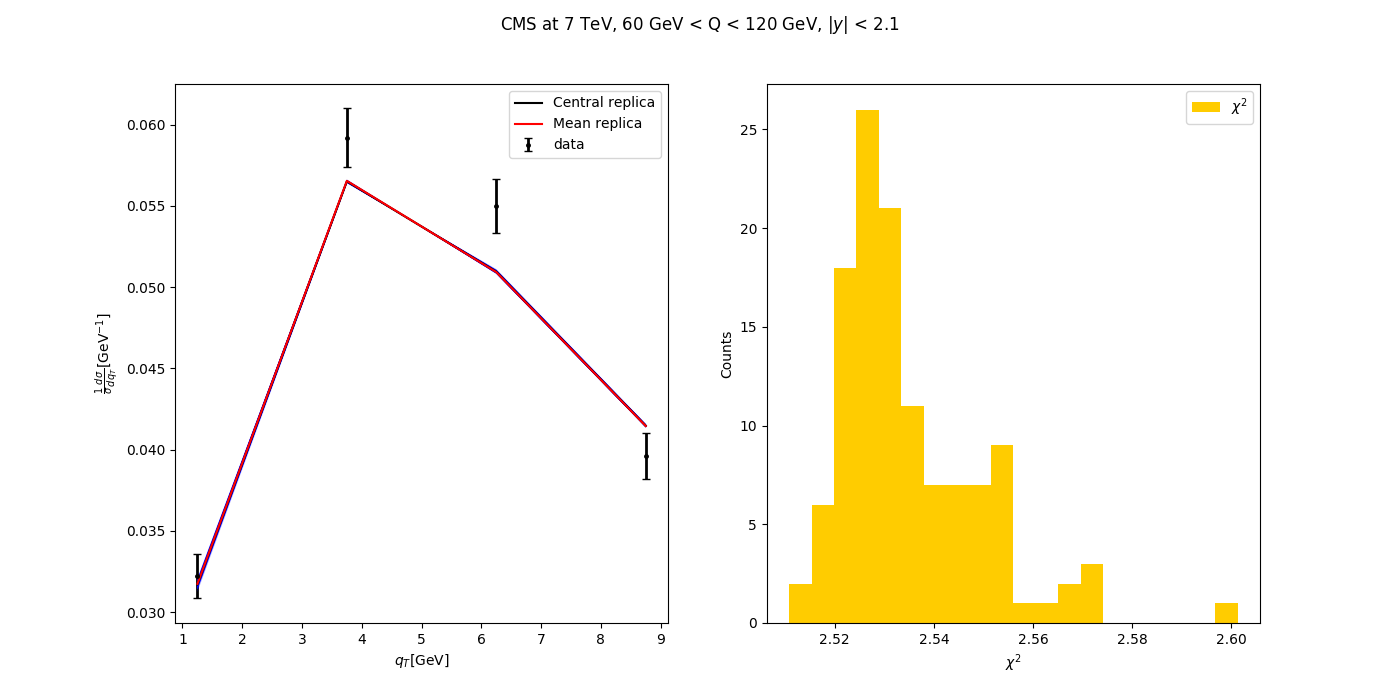 CMS at 7 TeV, 60 GeV < Q < 120 GeV, |y| < 2.1
Central replica
Mean replica
data
0.060
0.055
0.050
0.045
0.040
0.035
0.030
1/σ dσ/dq_T [GeV⁻¹]
1 2 3 4 5 6 7 8 9
q_T[GeV]
χ²
25
20
15
10
5
0
Counts
2.52 2.54 2.56 2.58 2.60
χ²